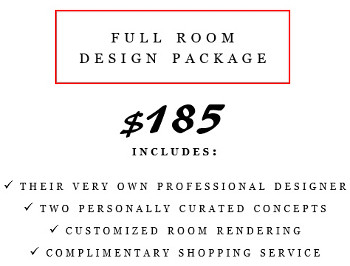 FULL ROOM
DESIGN PACKAGE
$185
INCLUDES:
✓ THEIR VERY OWN PROFESSIONAL DESIGNER
✓ TWO PERSONALLY CURATED CONCEPTS
✓ CUSTOMIZED ROOM RENDERING
✓ COMPLIMENTARY SHOPPING SERVICE